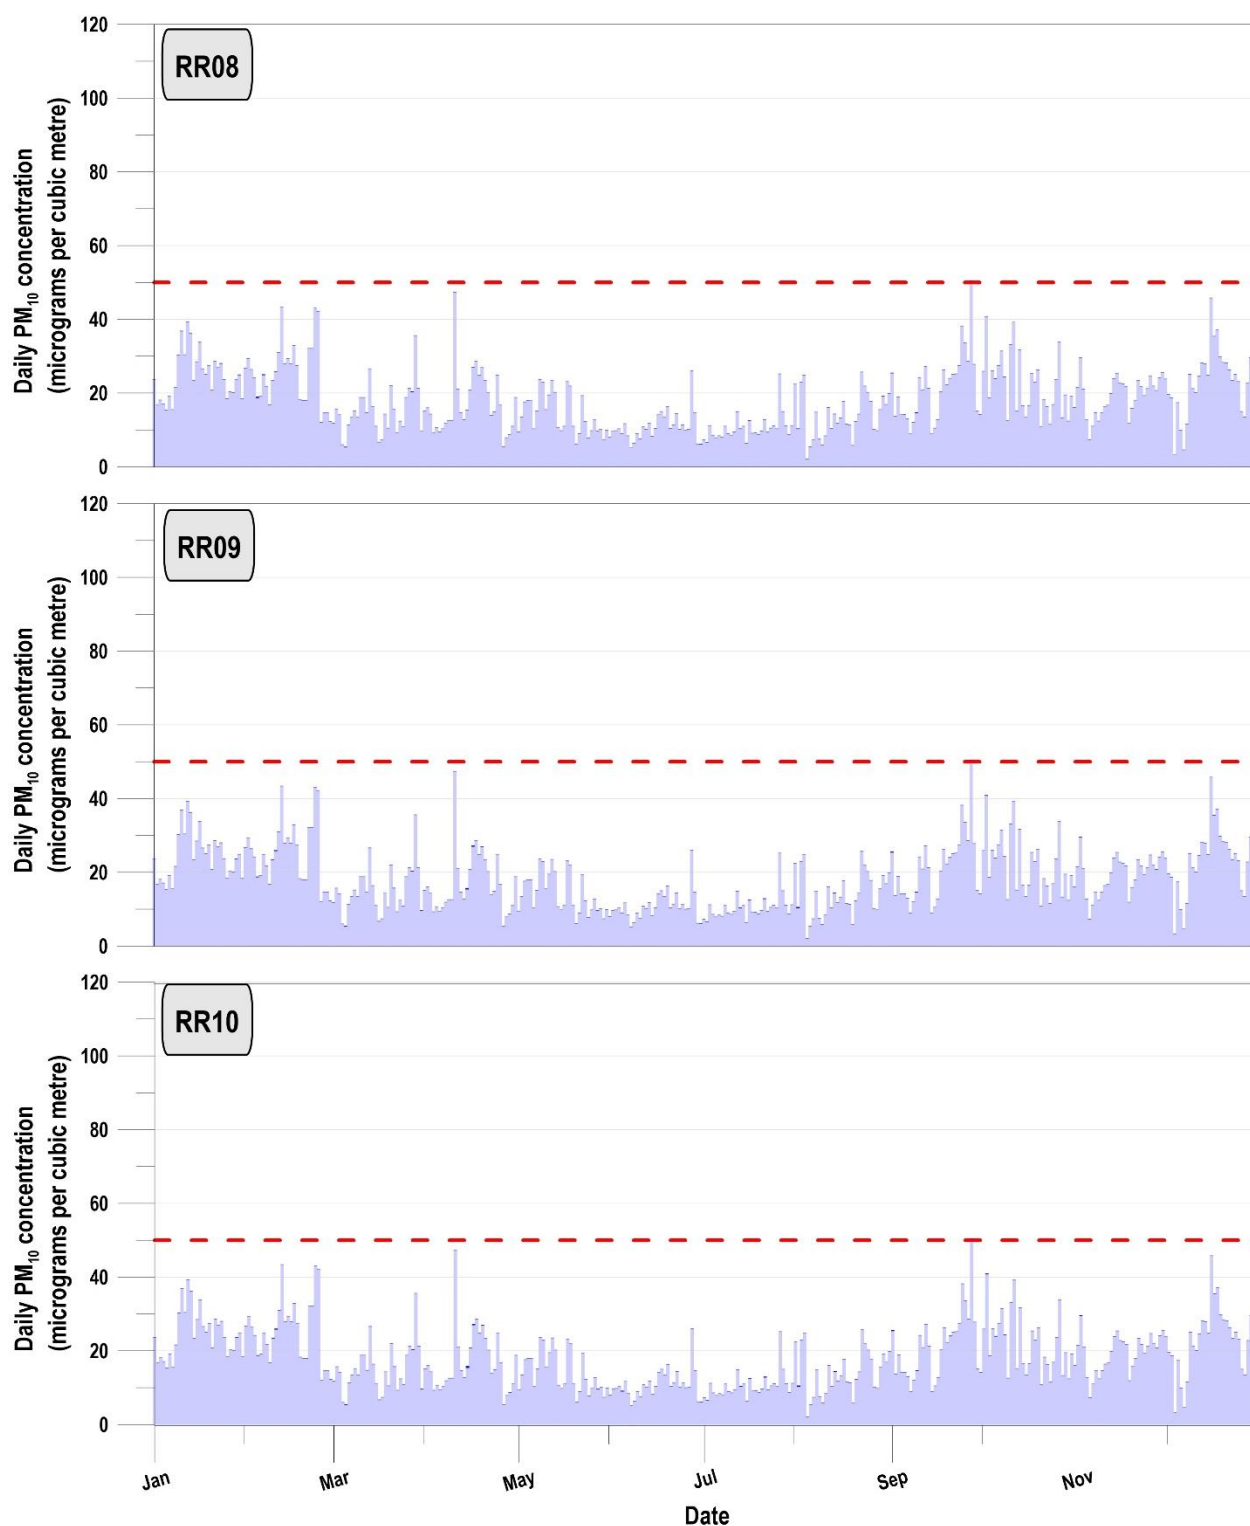 120
100
80
60
40
20
0
Daily PM₁₀ concentration
(micrograms per cubic metre)
RR08
120
100
80
60
40
20
0
Daily PM₁₀ concentration
(micrograms per cubic metre)
RR09
120
100
80
60
40
20
0
Daily PM₁₀ concentration
(micrograms per cubic metre)
RR10
Jan Mar May Jul Sep Nov
Date